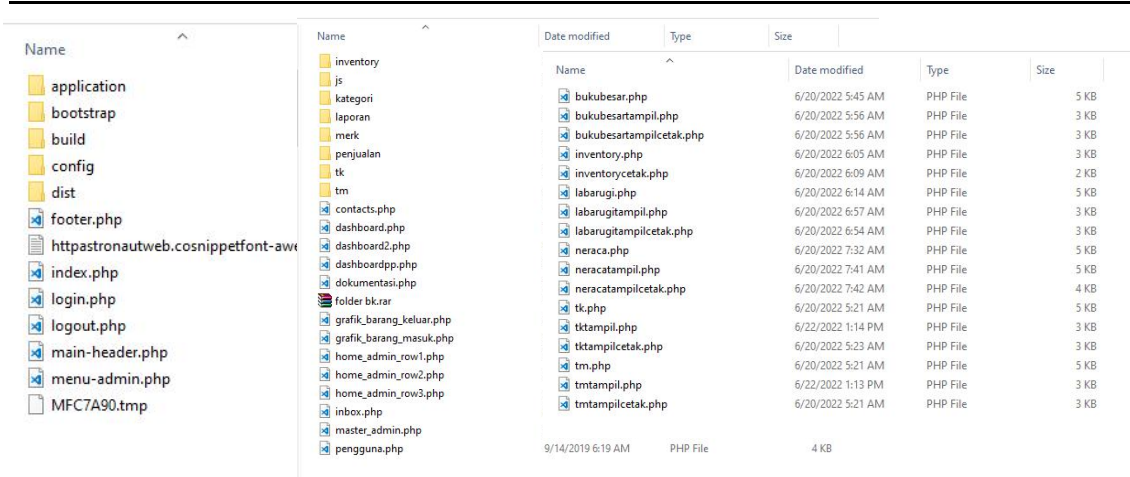 Name
application
bootstrap
build
config
dist
footer.php
httpastronautweb.cosnippetfont-awe
index.php
login.php
logout.php
main-header.php
menu-admin.php
MFC7A90.tmp
Name Date modified Type Size
inventory
js
kategori
laporan
merk
penjualan
tk
tm
contacts.php
dashboard.php
dashboard2.php
dashboardpp.php
dokumentasi.php
folder bk.rar
grafik_barang_keluar.php
grafik_barang_masuk.php
home_admin_row1.php
home_admin_row2.php
home_admin_row3.php
inbox.php
master_admin.php
pengguna.php 9/14/2019 6:19 AM PHP File 4 KB
Name Date modified Type Size
bukubesar.php 6/20/2022 5:45 AM PHP File 5 KB
bukubesartampil.php 6/20/2022 5:56 AM PHP File 3 KB
bukubesartampilcetak.php 6/20/2022 5:56 AM PHP File 3 KB
inventory.php 6/20/2022 6:05 AM PHP File 3 KB
inventorycetak.php 6/20/2022 6:09 AM PHP File 2 KB
labarugi.php 6/20/2022 6:14 AM PHP File 5 KB
labarugitampil.php 6/20/2022 6:57 AM PHP File 3 KB
labarugitampilcetak.php 6/20/2022 6:54 AM PHP File 3 KB
neraca.php 6/20/2022 7:32 AM PHP File 5 KB
neracatampil.php 6/20/2022 7:41 AM PHP File 5 KB
neracatampilcetak.php 6/20/2022 7:42 AM PHP File 4 KB
tk.php 6/20/2022 5:21 AM PHP File 5 KB
tktampil.php 6/22/2022 1:14 PM PHP File 3 KB
tktampilcetak.php 6/20/2022 5:23 AM PHP File 3 KB
tm.php 6/20/2022 5:21 AM PHP File 5 KB
tmtampil.php 6/22/2022 1:13 PM PHP File 3 KB
tmtampilcetak.php 6/20/2022 5:21 AM PHP File 3 KB